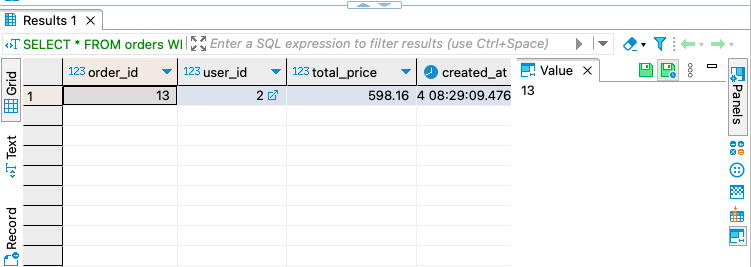 Results 1
SELECT * FROM orders WI
Enter a SQL expression to filter results (use Ctrl+Space)
Grid
Text
Record
123 order_id
123 user_id
123 total_price
created_at
1
13
2
598.16
4 08:29:09.476
Value
13
Panels